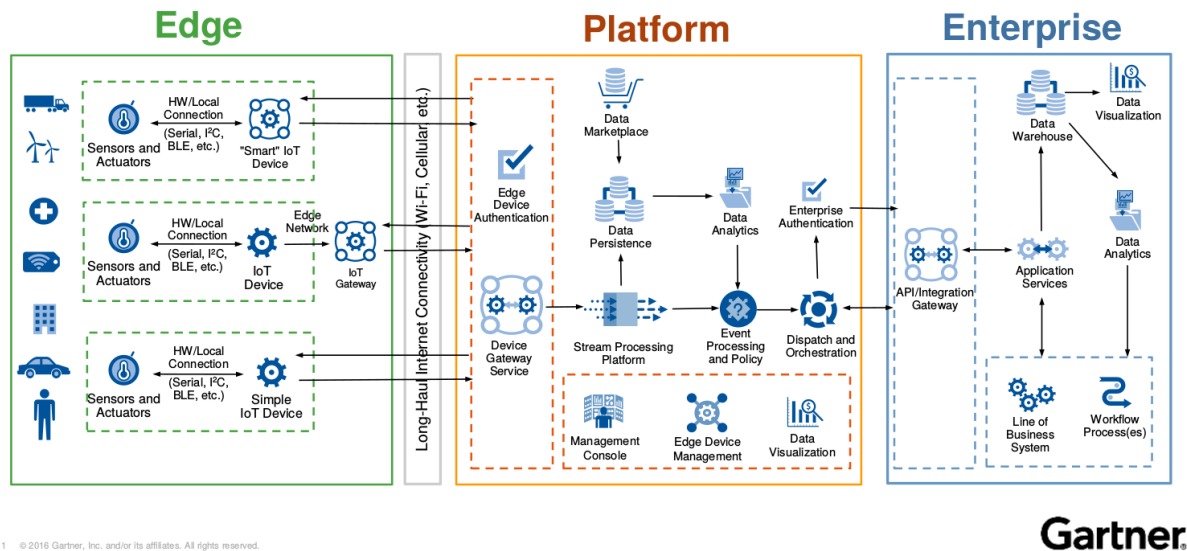 Edge
Platform
Enterprise
HW/Local
Connection
(Serial, I²C,
BLE, etc.)
Sensors and
Actuators
"Smart" IoT
Device
HW/Local
Connection
(Serial, I²C,
BLE, etc.)
Sensors and
Actuators
IoT
Device
Edge
Network
IoT
Gateway
HW/Local
Connection
(Serial, I²C,
BLE, etc.)
Sensors and
Actuators
Simple
IoT Device
Long-Haul Internet Connectivity (Wi-Fi, Cellular, etc.)
Edge
Device
Authentication
Device
Gateway
Service
Data
Marketplace
Data
Persistence
Data
Analytics
Enterprise
Authentication
Stream Processing
Platform
Event
Processing
and Policy
Dispatch and
Orchestration
Management
Console
Edge Device
Management
Data
Visualization
API/Integration
Gateway
Data
Warehouse
Data
Visualization
Application
Services
Data
Analytics
Line of
Business
System
Workflow
Process(es)
1 © 2016 Gartner, Inc. and/or its affiliates. All rights reserved.
Gartner